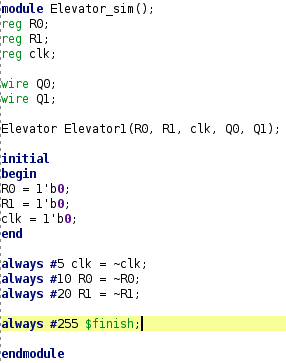 module Elevator_sim();
reg R0;
reg R1;
reg clk;
wire Q0;
wire Q1;
Elevator Elevator1(R0, R1, clk, Q0, Q1);
initial
begin
R0 = 1'b0;
R1 = 1'b0;
clk = 1'b0;
end
always #5 clk = ~clk;
always #10 R0 = ~R0;
always #20 R1 = ~R1;
always #255 $finish;
endmodule